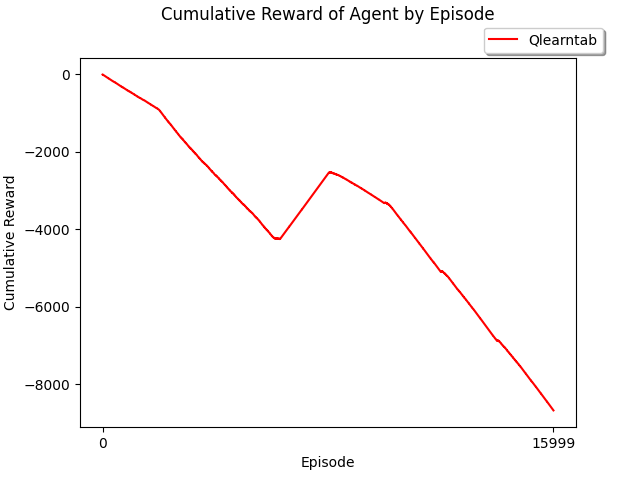 Cumulative Reward of Agent by Episode
Qlearntab
Cumulative Reward
0
−2000
−4000
−6000
−8000
0
15999
Episode